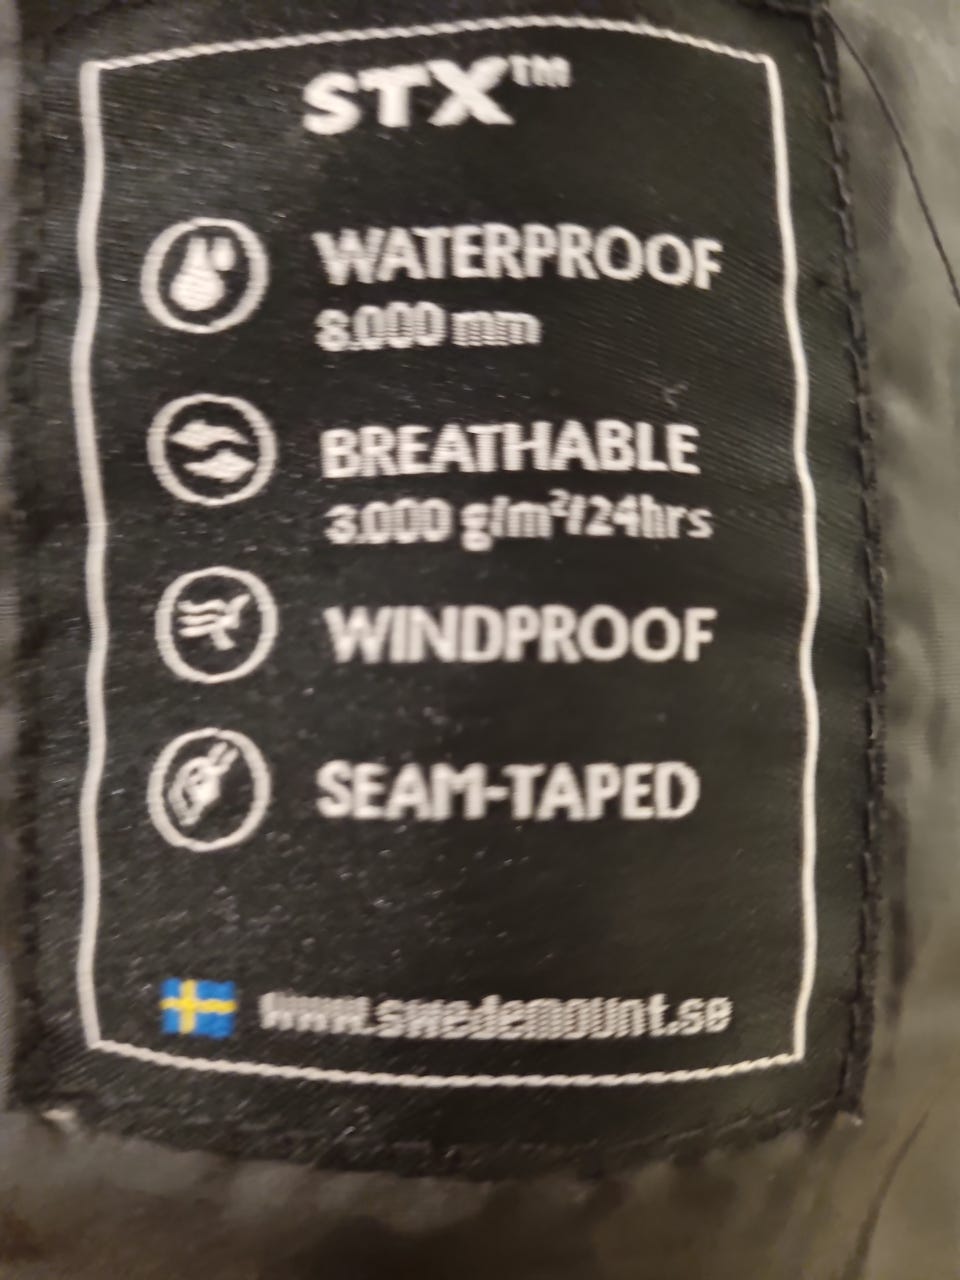 STX™
WATERPROOF
8.000 mm
BREATHABLE
3.000 g/m²/24hrs
WINDPROOF
SEAM-TAPED
www.swedemount.se